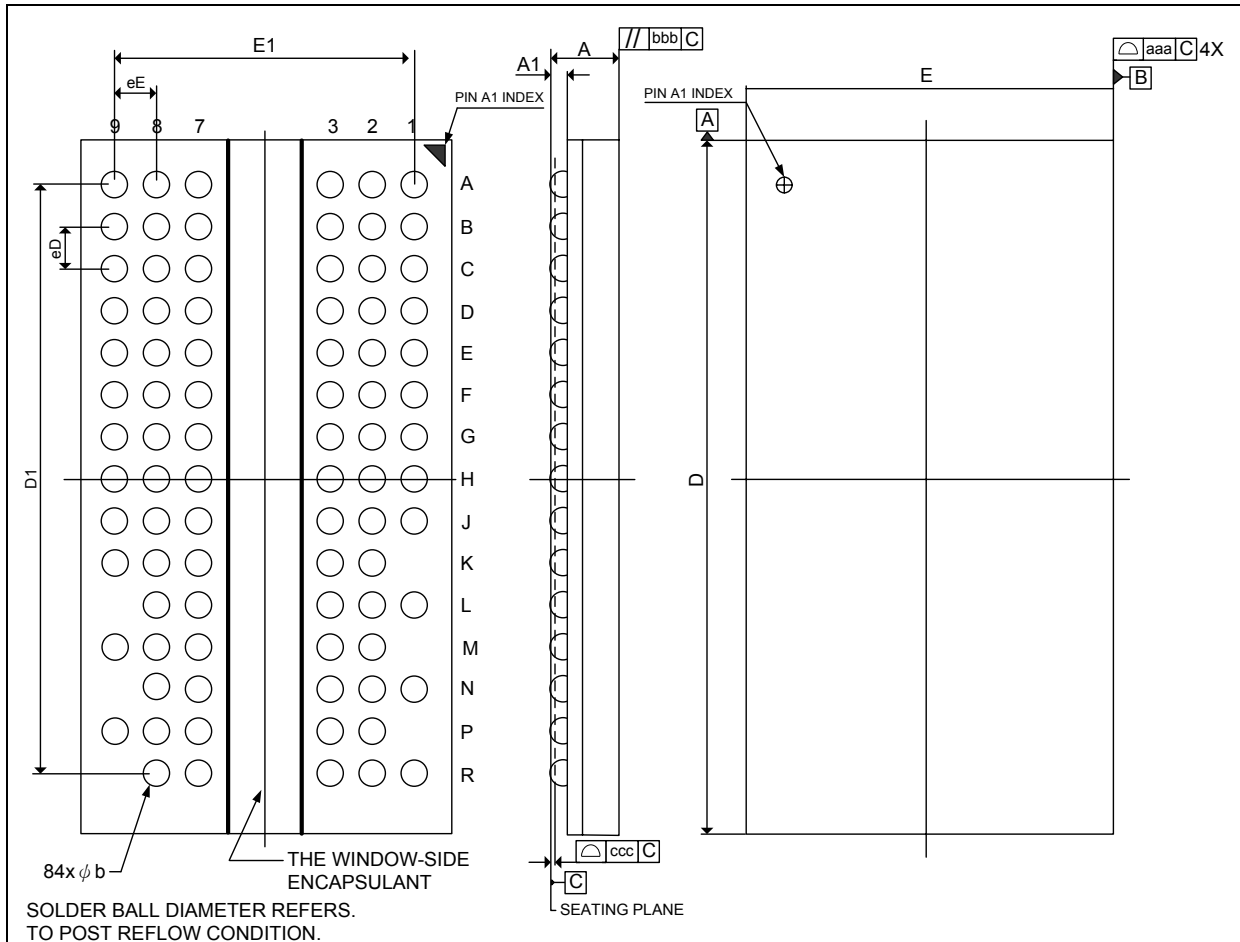 E1
eE
9 8 7 3 2 1
PIN A1 INDEX
A
B
C
D
E
F
G
H
J
K
L
M
N
P
R
eD
D1
84x ϕ b
THE WINDOW-SIDE
ENCAPSULANT
SOLDER BALL DIAMETER REFERS.
TO POST REFLOW CONDITION.
// bbb C
A
A1
⌓ ccc C
C
SEATING PLANE
⌓ aaa C 4X
B
E
PIN A1 INDEX
A
D